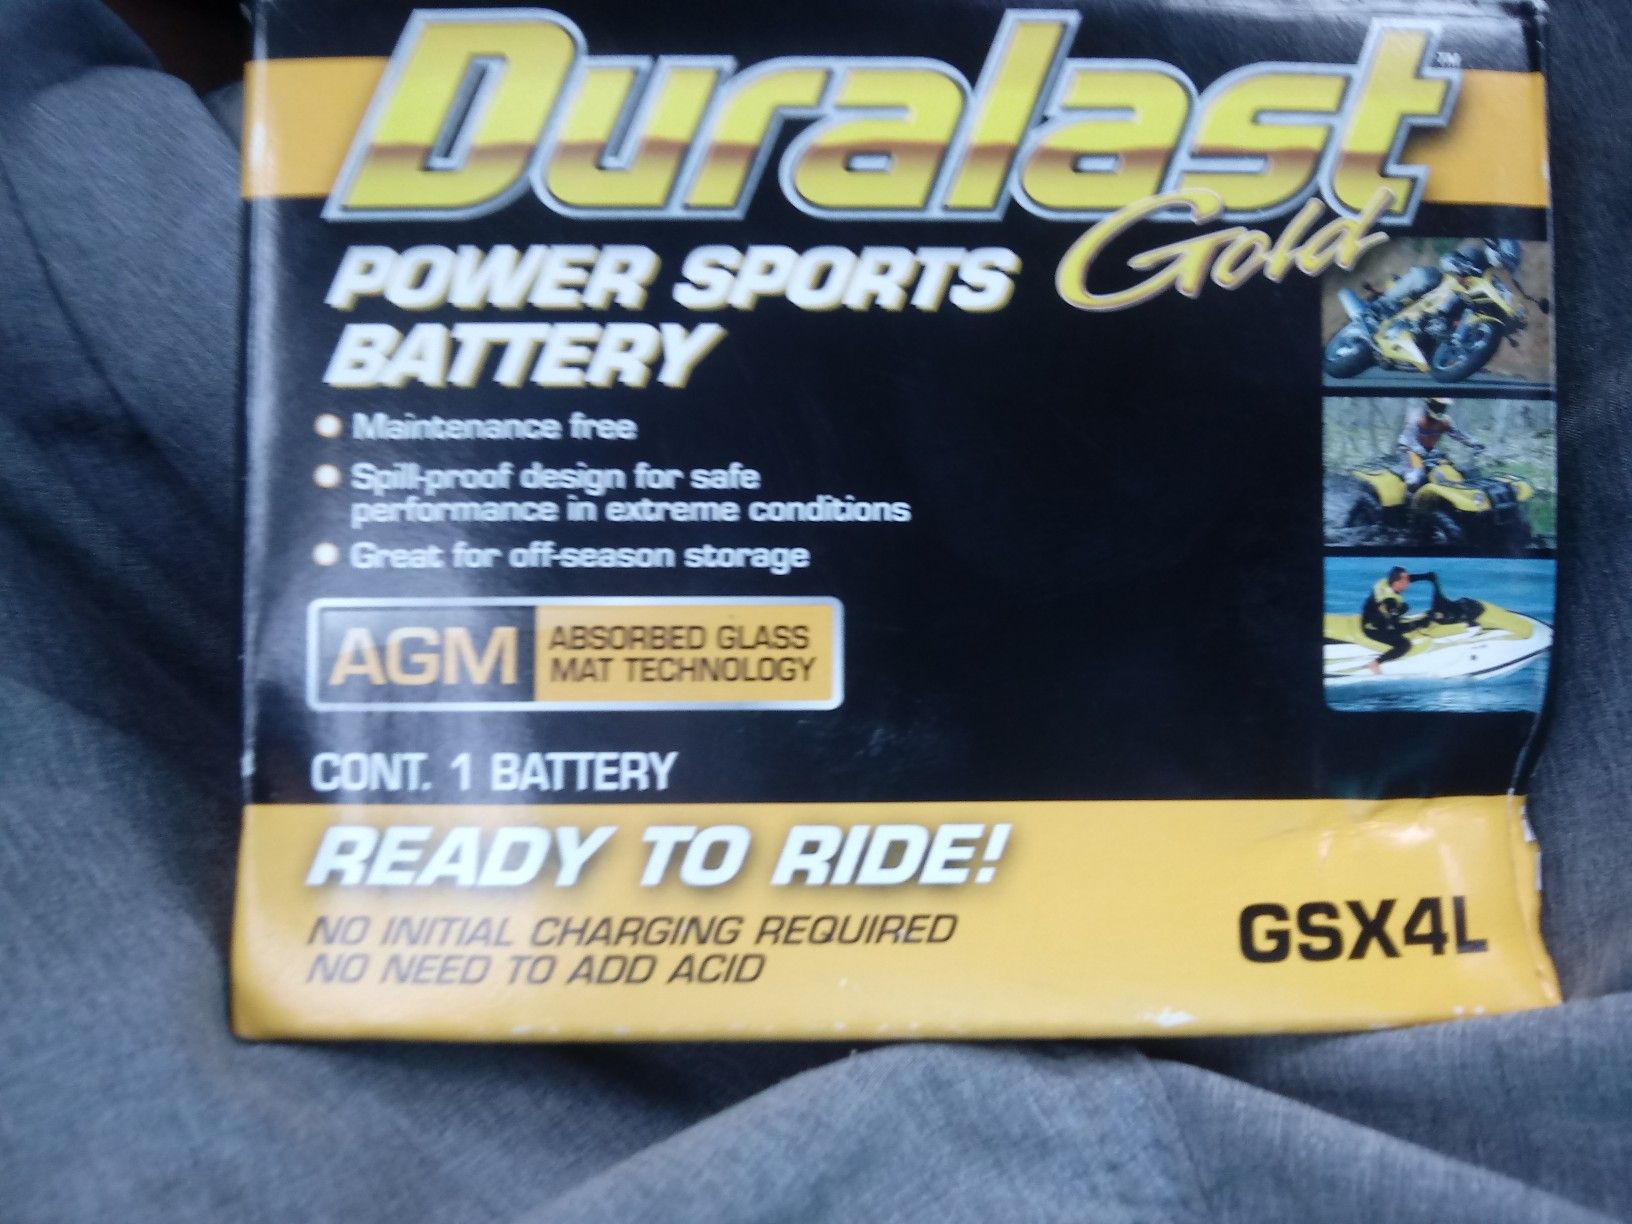 Duralast™
Gold
POWER SPORTS
BATTERY
Maintenance free
Spill-proof design for safe
performance in extreme conditions
Great for off-season storage
AGM ABSORBED GLASS
MAT TECHNOLOGY
CONT. 1 BATTERY
READY TO RIDE!
NO INITIAL CHARGING REQUIRED
NO NEED TO ADD ACID
GSX4L